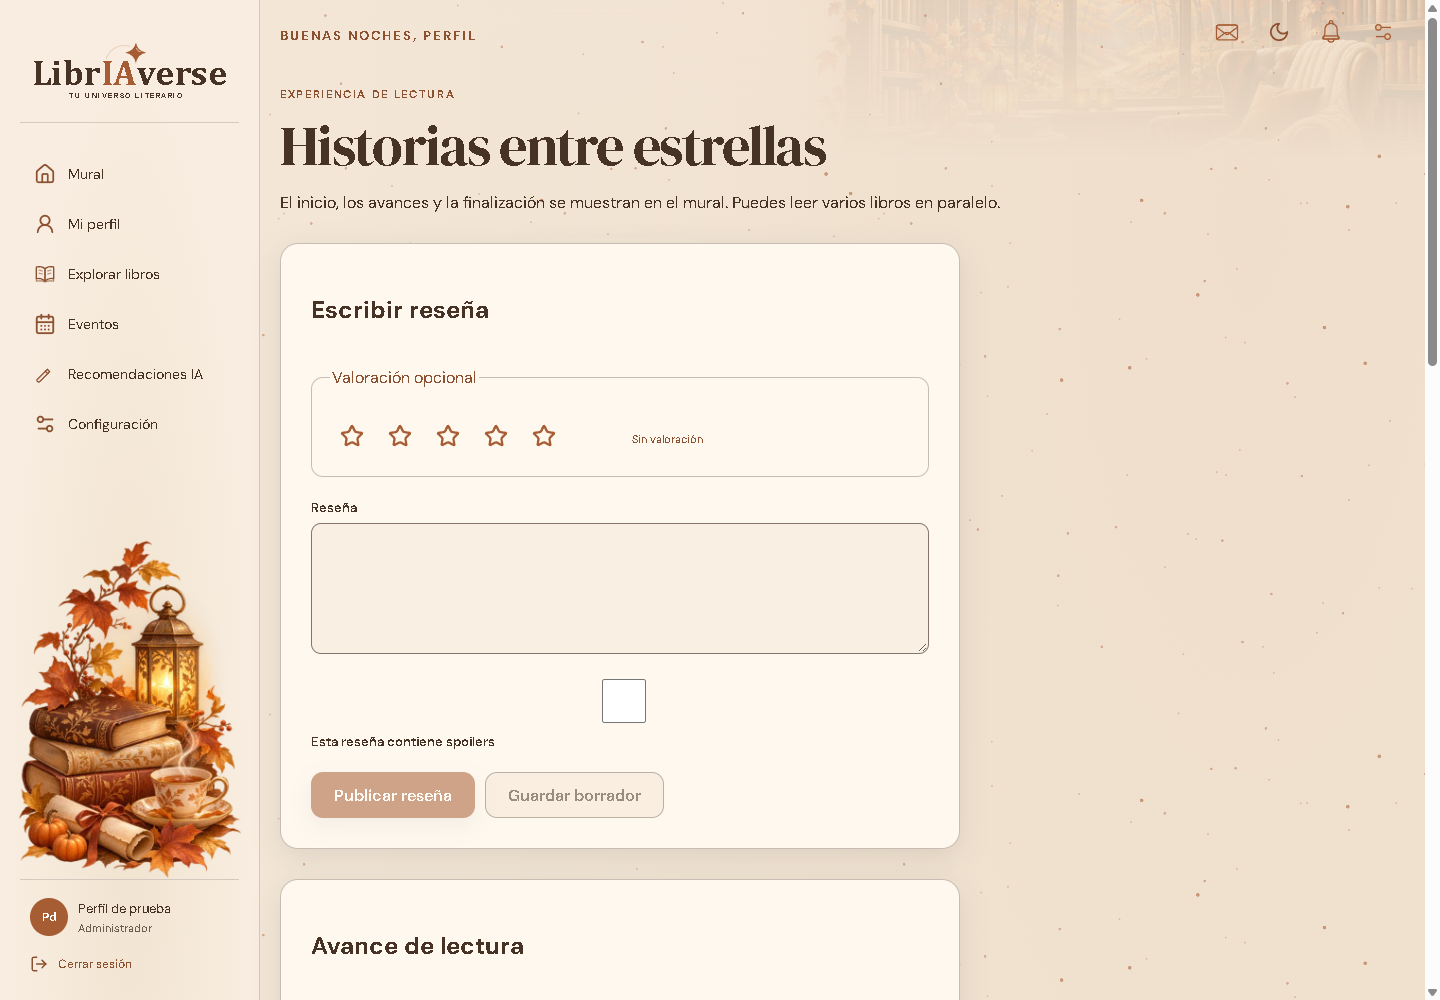 LibrIAverse
TU UNIVERSO LITERARIO
Mural
Mi perfil
Explorar libros
Eventos
Recomendaciones IA
Configuración
Pd
Perfil de prueba
Administrador
Cerrar sesión
BUENAS NOCHES, PERFIL
EXPERIENCIA DE LECTURA
Historias entre estrellas
El inicio, los avances y la finalización se muestran en el mural. Puedes leer varios libros en paralelo.
Escribir reseña
Valoración opcional
Sin valoración
Reseña
Esta reseña contiene spoilers
Publicar reseña
Guardar borrador
Avance de lectura